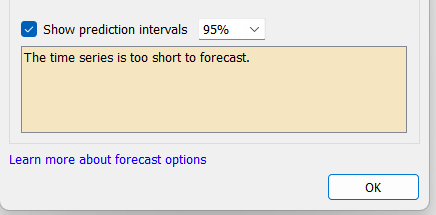 Show prediction intervals 95%
The time series is too short to forecast.
Learn more about forecast options
OK